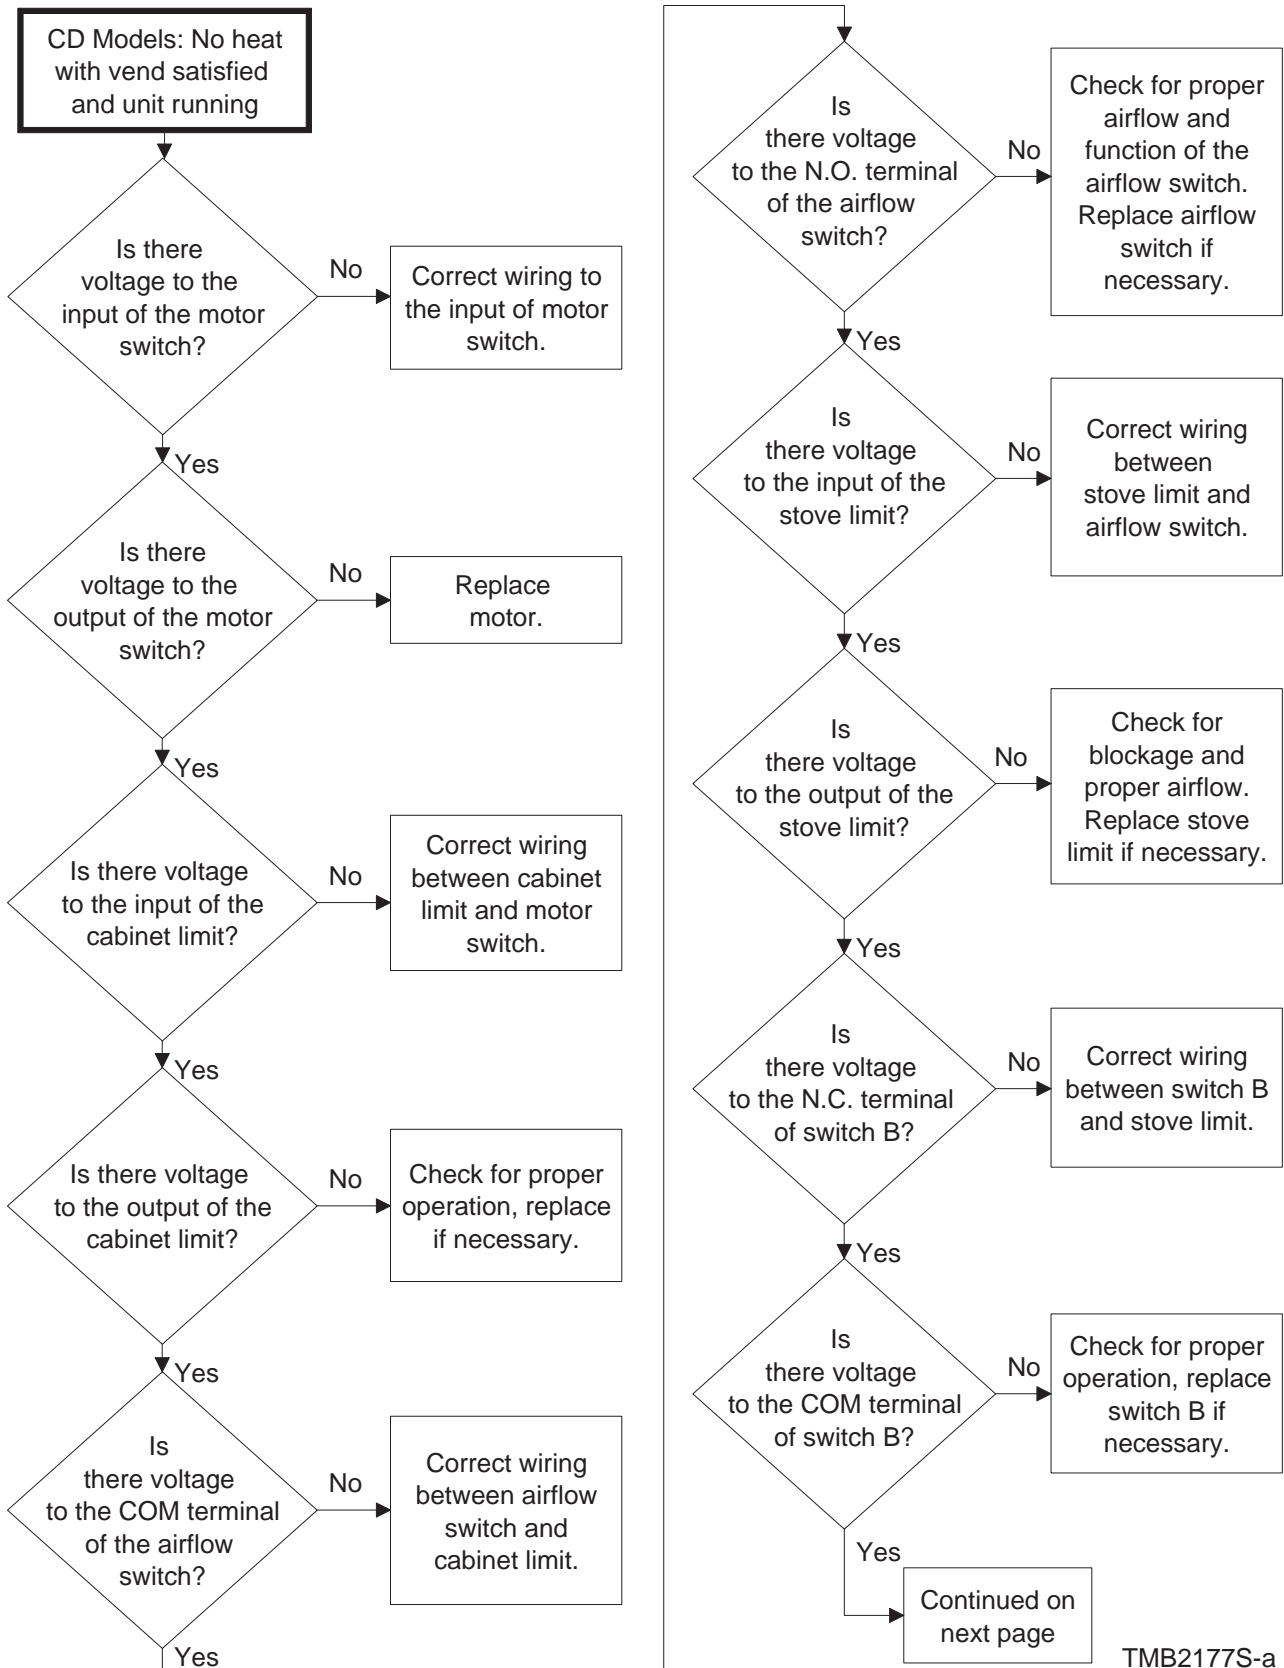 CD Models: No heat
with vend satisfied
and unit running
Is there
voltage to the
input of the motor
switch?
No
Correct wiring to
the input of motor
switch.
Yes
Is there
voltage to the
output of the motor
switch?
No
Replace
motor.
Yes
Is there voltage
to the input of the
cabinet limit?
No
Correct wiring
between cabinet
limit and motor
switch.
Yes
Is there voltage
to the output of the
cabinet limit?
No
Check for proper
operation, replace
if necessary.
Yes
Is
there voltage
to the COM terminal
of the airflow
switch?
No
Correct wiring
between airflow
switch and
cabinet limit.
Yes
Is
there voltage
to the N.O. terminal
of the airflow
switch?
No
Check for proper
airflow and
function of the
airflow switch.
Replace airflow
switch if
necessary.
Yes
Is
there voltage
to the input of the
stove limit?
No
Correct wiring
between
stove limit and
airflow switch.
Yes
Is
there voltage
to the output of the
stove limit?
No
Check for
blockage and
proper airflow.
Replace stove
limit if necessary.
Yes
Is
there voltage
to the N.C. terminal
of switch B?
No
Correct wiring
between switch B
and stove limit.
Yes
Is
there voltage
to the COM terminal
of switch B?
No
Check for proper
operation, replace
switch B if
necessary.
Yes
Continued on
next page
TMB2177S-a